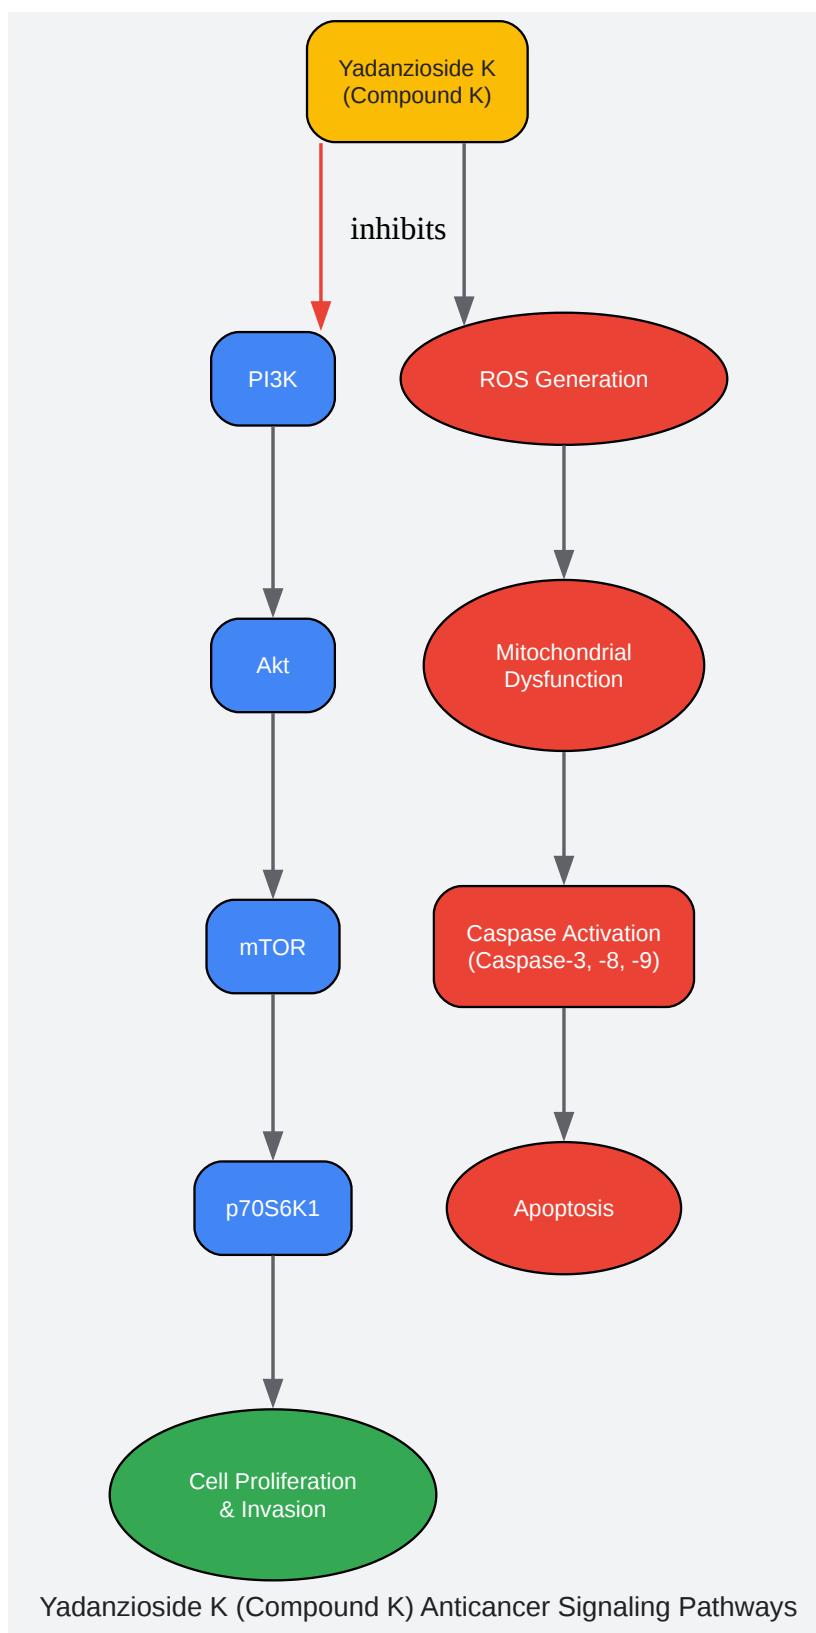 Yadanzioside K
(Compound K)
inhibits
PI3K
ROS Generation
Akt
Mitochondrial
Dysfunction
mTOR
Caspase Activation
(Caspase-3, -8, -9)
p70S6K1
Apoptosis
Cell Proliferation
& Invasion
Yadanzioside K (Compound K) Anticancer Signaling Pathways